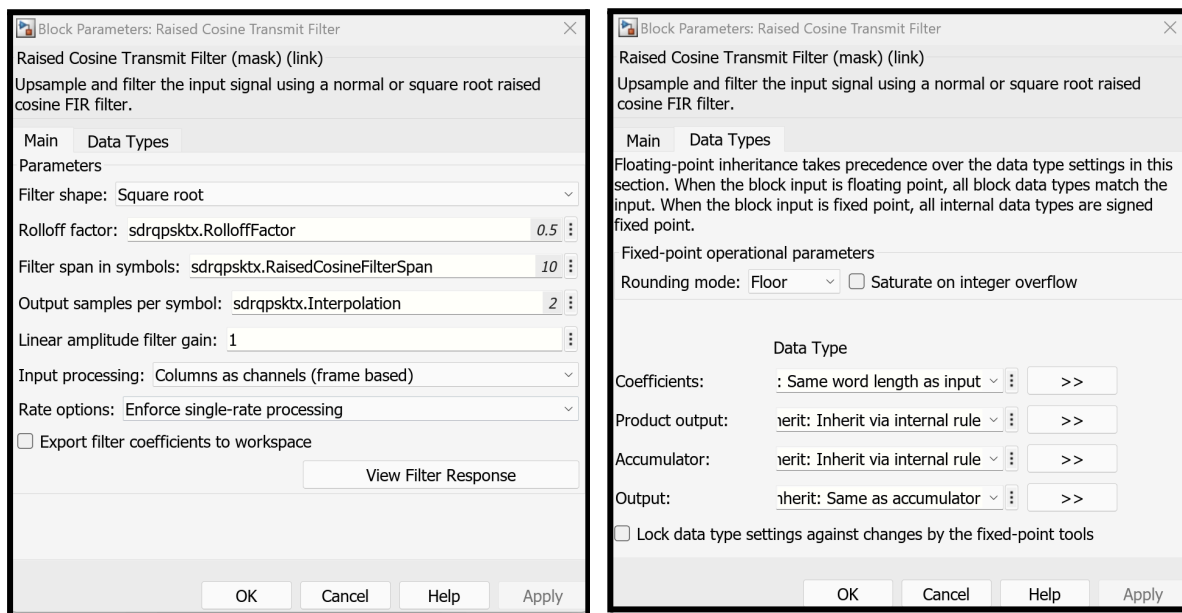 Block Parameters: Raised Cosine Transmit Filter
Raised Cosine Transmit Filter (mask) (link)
Upsample and filter the input signal using a normal or square root raised
cosine FIR filter.
Main Data Types
Parameters
Filter shape: Square root
Rolloff factor: sdrqpsktx.RolloffFactor 0.5
Filter span in symbols: sdrqpsktx.RaisedCosineFilterSpan 10
Output samples per symbol: sdrqpsktx.Interpolation 2
Linear amplitude filter gain: 1
Input processing: Columns as channels (frame based)
Rate options: Enforce single-rate processing
Export filter coefficients to workspace
View Filter Response
OK Cancel Help Apply
Block Parameters: Raised Cosine Transmit Filter
Raised Cosine Transmit Filter (mask) (link)
Upsample and filter the input signal using a normal or square root raised
cosine FIR filter.
Main Data Types
Floating-point inheritance takes precedence over the data type settings in this
section. When the block input is floating point, all block data types match the
input. When the block input is fixed point, all internal data types are signed
fixed point.
Fixed-point operational parameters
Rounding mode: Floor Saturate on integer overflow
Data Type
Coefficients: : Same word length as input >>
Product output: nerit: Inherit via internal rule >>
Accumulator: nerit: Inherit via internal rule >>
Output: nherit: Same as accumulator >>
Lock data type settings against changes by the fixed-point tools
OK Cancel Help Apply